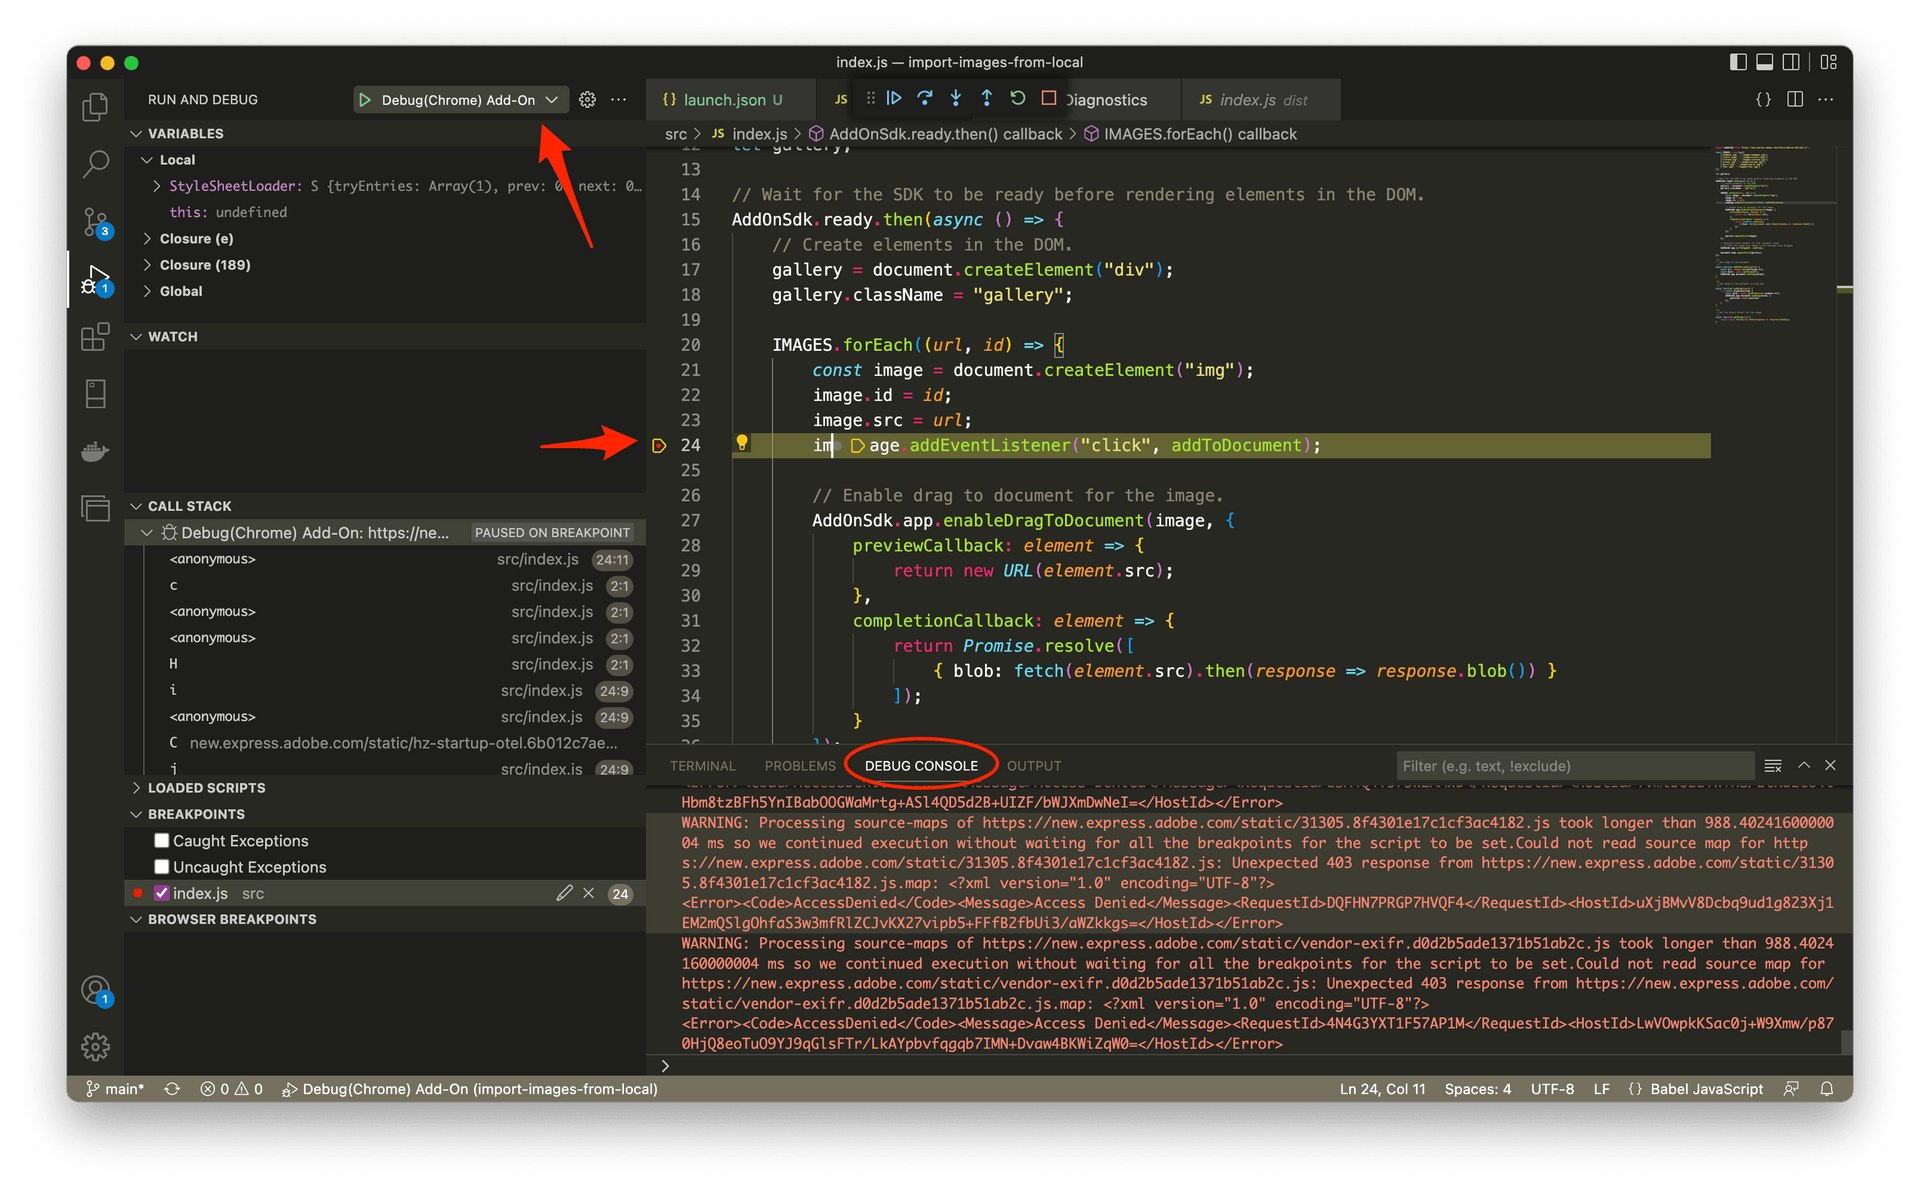 index.js — import-images-from-local
RUN AND DEBUG
Debug(Chrome) Add-On
VARIABLES
Local
StyleSheetLoader: S {tryEntries: Array(1), prev: 0, next: 0…
this: undefined
Closure (e)
Closure (189)
Global
WATCH
CALL STACK
Debug(Chrome) Add-On: https://ne... PAUSED ON BREAKPOINT
<anonymous> src/index.js 24:11
c src/index.js 2:1
<anonymous> src/index.js 2:1
<anonymous> src/index.js 2:1
H src/index.js 2:1
i src/index.js 24:9
<anonymous> src/index.js 24:9
C new.express.adobe.com/static/hz-startup-otel.6b012c7ae...
j src/index.js 24:9
LOADED SCRIPTS
BREAKPOINTS
Caught Exceptions
Uncaught Exceptions
index.js src 24
BROWSER BREAKPOINTS
3
1
1
{} launch.json U
JS Diagnostics
JS index.js dist
src > JS index.js > AddOnSdk.ready.then() callback > IMAGES.forEach() callback
12 let gallery;
13
14 // Wait for the SDK to be ready before rendering elements in the DOM.
15 AddOnSdk.ready.then(async () => {
16 // Create elements in the DOM.
17 gallery = document.createElement("div");
18 gallery.className = "gallery";
19
20 IMAGES.forEach((url, id) => {
21 const image = document.createElement("img");
22 image.id = id;
23 image.src = url;
24 image.addEventListener("click", addToDocument);
25
26 // Enable drag to document for the image.
27 AddOnSdk.app.enableDragToDocument(image, {
28 previewCallback: element => {
29 return new URL(element.src);
30 },
31 completionCallback: element => {
32 return Promise.resolve([
33 { blob: fetch(element.src).then(response => response.blob()) }
34 ]);
35 }
36 });
TERMINAL PROBLEMS DEBUG CONSOLE OUTPUT Filter (e.g. text, !exclude)
Hbm8tzBFh5YnIBabOOGWaMrtg+ASl4QD5d2B+UIZF/bWJXmDwNeI=</HostId></Error>
WARNING: Processing source-maps of https://new.express.adobe.com/static/31305.8f4301e17c1cf3ac4182.js took longer than 988.40241600000
04 ms so we continued execution without waiting for all the breakpoints for the script to be set.Could not read source map for http
s://new.express.adobe.com/static/31305.8f4301e17c1cf3ac4182.js: Unexpected 403 response from https://new.express.adobe.com/static/3130
5.8f4301e17c1cf3ac4182.js.map: <?xml version="1.0" encoding="UTF-8"?>
<Error><Code>AccessDenied</Code><Message>Access Denied</Message><RequestId>DQFHN7PRGP7HVQF4</RequestId><HostId>uXjBMvV8Dcbq9ud1g823Xj1
EM2mQSlgOhfaS3w3mfRlZCJvKX27vipb5+FFfB2fbUi3/aWZkkgs=</HostId></Error>
WARNING: Processing source-maps of https://new.express.adobe.com/static/vendor-exifr.d0d2b5ade1371b51ab2c.js took longer than 988.4024
160000004 ms so we continued execution without waiting for all the breakpoints for the script to be set.Could not read source map for
https://new.express.adobe.com/static/vendor-exifr.d0d2b5ade1371b51ab2c.js: Unexpected 403 response from https://new.express.adobe.com/
static/vendor-exifr.d0d2b5ade1371b51ab2c.js.map: <?xml version="1.0" encoding="UTF-8"?>
<Error><Code>AccessDenied</Code><Message>Access Denied</Message><RequestId>4N4G3YXT1F57AP1M</RequestId><HostId>LwVOwpkKSac0j+W9Xmw/p87
0HjQ8eoTuO9YJ9qGlsFTr/LkAYpbvfqgqb7IMN+Dvaw4BKWiZqW0=</HostId></Error>
main* 0 0 Debug(Chrome) Add-On (import-images-from-local) Ln 24, Col 11 Spaces: 4 UTF-8 LF {} Babel JavaScript